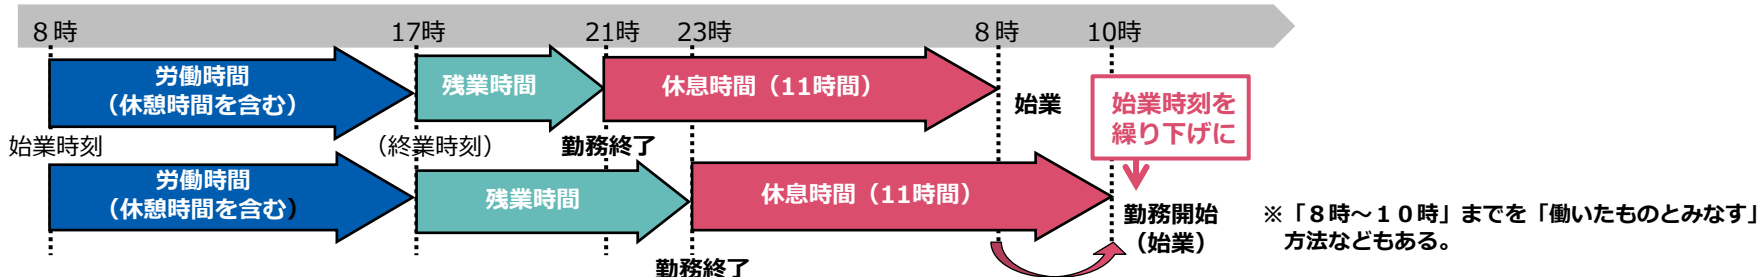 ８時
17時
21時
23時
８時
10時
労働時間
（休憩時間を含む）
残業時間
休息時間（11時間）
始業
始業時刻を
繰り下げに
始業時刻
（終業時刻）
勤務終了
労働時間
（休憩時間を含む）
残業時間
休息時間（11時間）
勤務開始
（始業）
※「８時～１０時」までを「働いたものとみなす」
方法などもある。
勤務終了